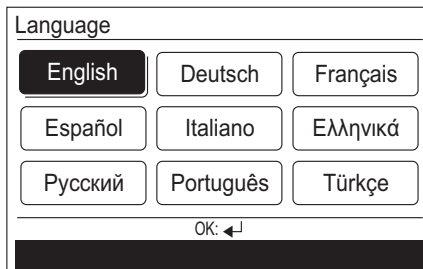 Language
English Deutsch Français
Español Italiano Ελληνικά
Русский Português Türkçe
OK: ↵